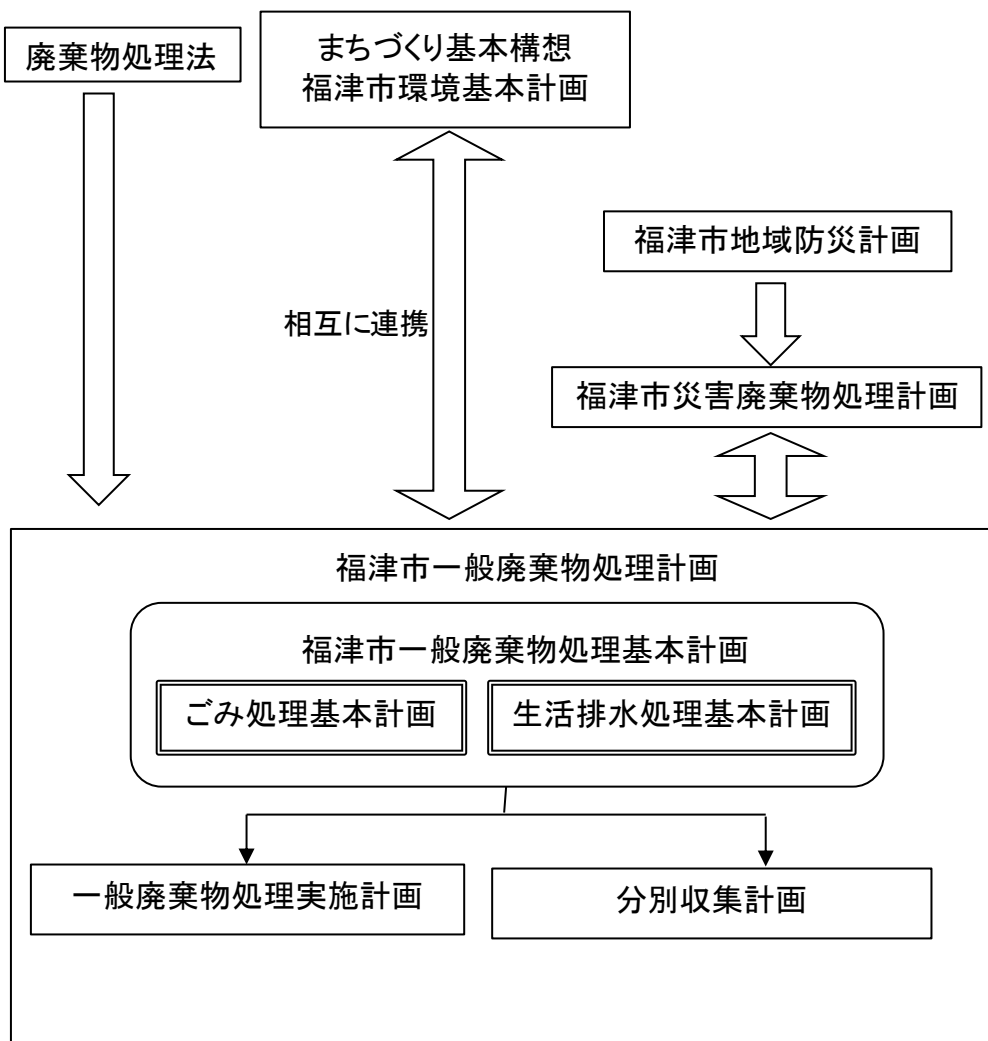 廃棄物処理法
まちづくり基本構想
福津市環境基本計画
福津市地域防災計画
相互に連携
福津市災害廃棄物処理計画
福津市一般廃棄物処理計画
福津市一般廃棄物処理基本計画
ごみ処理基本計画
生活排水処理基本計画
一般廃棄物処理実施計画
分別収集計画